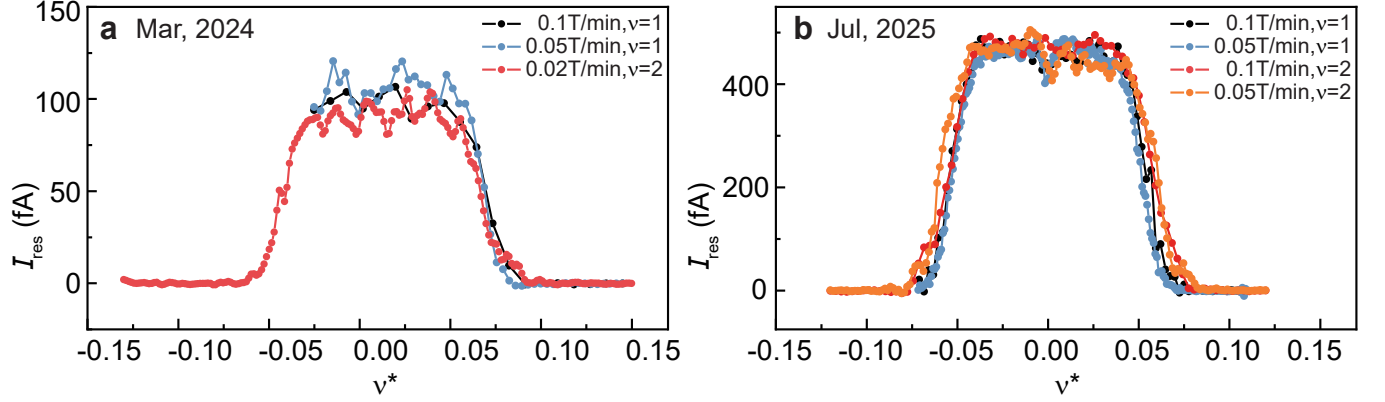 a Mar, 2024
0.1T/min,ν=1
0.05T/min,ν=1
0.02T/min,ν=2
150
100
50
0
I_res (fA)
-0.15 -0.10 -0.05 0.00 0.05 0.10 0.15
ν*
b Jul, 2025
0.1T/min,ν=1
0.05T/min,ν=1
0.1T/min,ν=2
0.05T/min,ν=2
400
200
0
I_res (fA)
-0.15 -0.10 -0.05 0.00 0.05 0.10 0.15
ν*